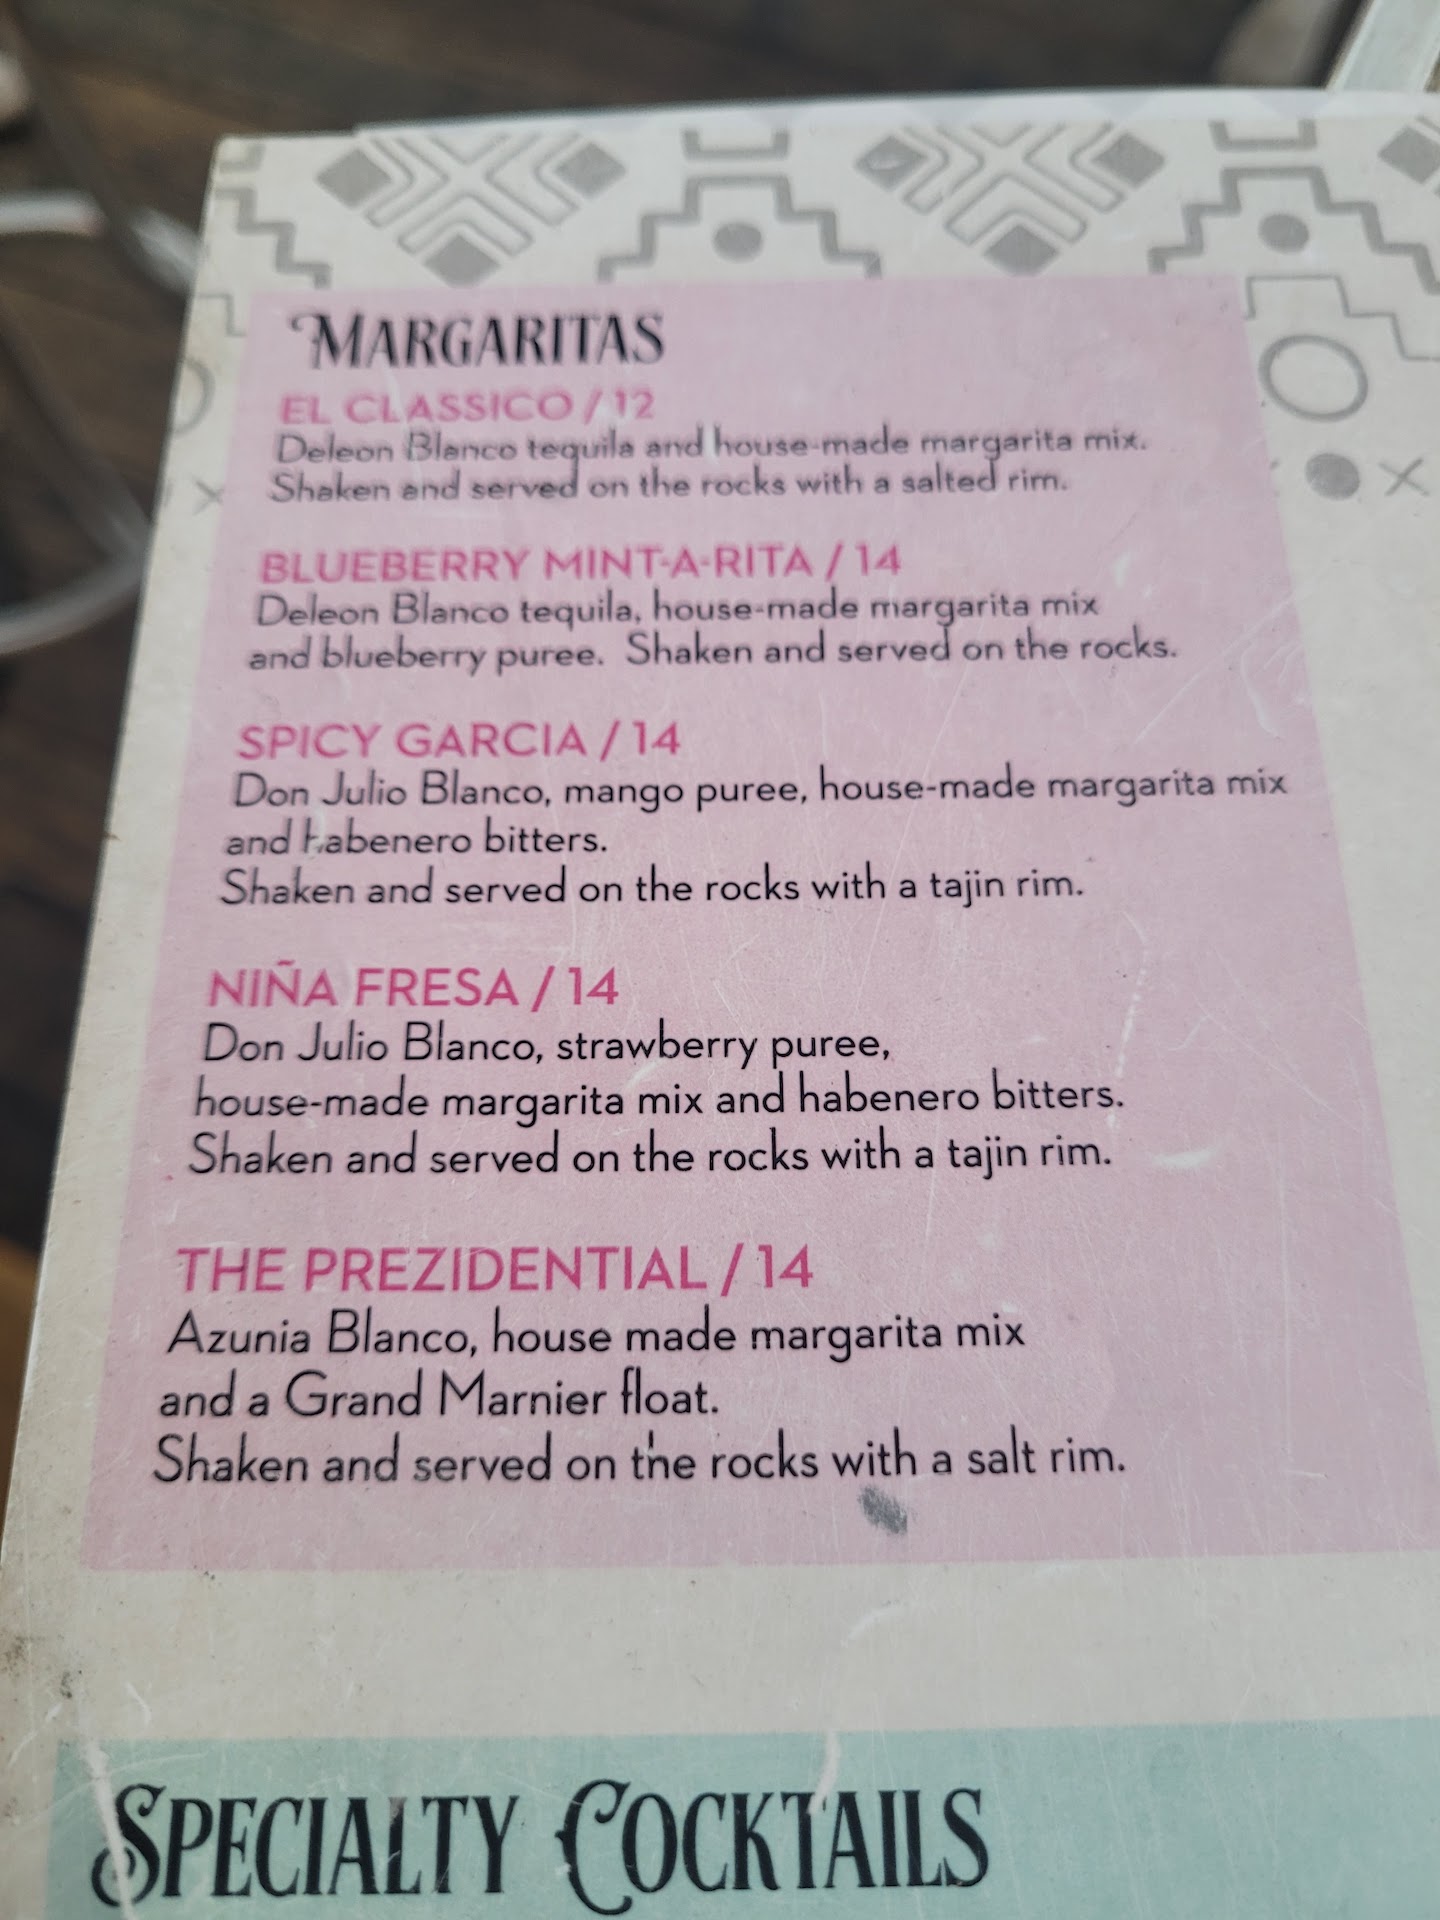 MARGARITAS
EL CLASSICO / 12
Deleon Blanco tequila and house-made margarita mix.
Shaken and served on the rocks with a salted rim.
BLUEBERRY MINT-A-RITA / 14
Deleon Blanco tequila, house-made margarita mix
and blueberry puree. Shaken and served on the rocks.
SPICY GARCIA / 14
Don Julio Blanco, mango puree, house-made margarita mix
and habenero bitters.
Shaken and served on the rocks with a tajin rim.
NIÑA FRESA / 14
Don Julio Blanco, strawberry puree,
house-made margarita mix and habenero bitters.
Shaken and served on the rocks with a tajin rim.
THE PREZIDENTIAL / 14
Azunia Blanco, house made margarita mix
and a Grand Marnier float.
Shaken and served on the rocks with a salt rim.
SPECIALTY COCKTAILS